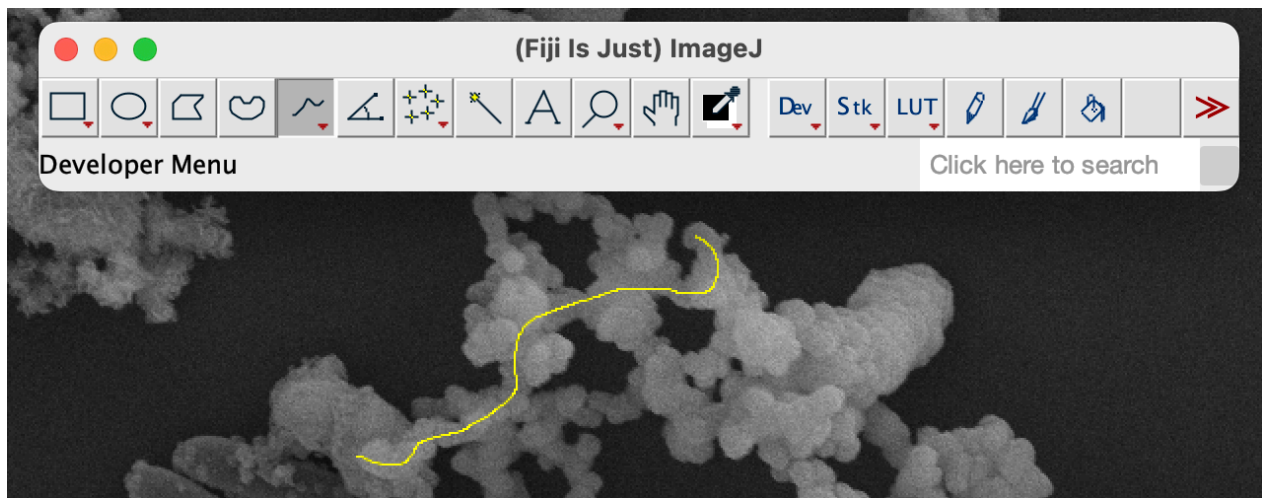 (Fiji Is Just) ImageJ
A Dev Stk LUT
Developer Menu Click here to search